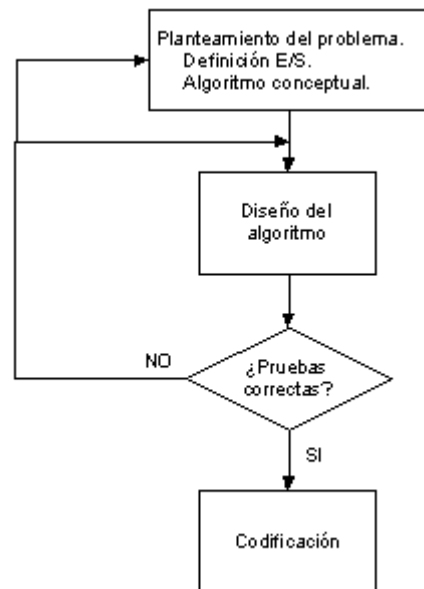 Planteamiento del problema.
Definición E/S.
Algoritmo conceptual.
Diseño del
algoritmo
NO
¿Pruebas
correctas?
SI
Codificación